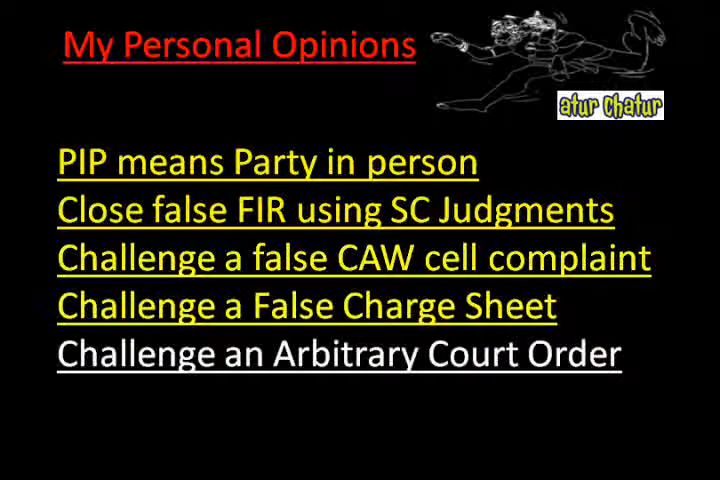 My Personal Opinions
atur Chatur
PIP means Party in person
Close false FIR using SC Judgments
Challenge a false CAW cell complaint
Challenge a False Charge Sheet
Challenge an Arbitrary Court Order